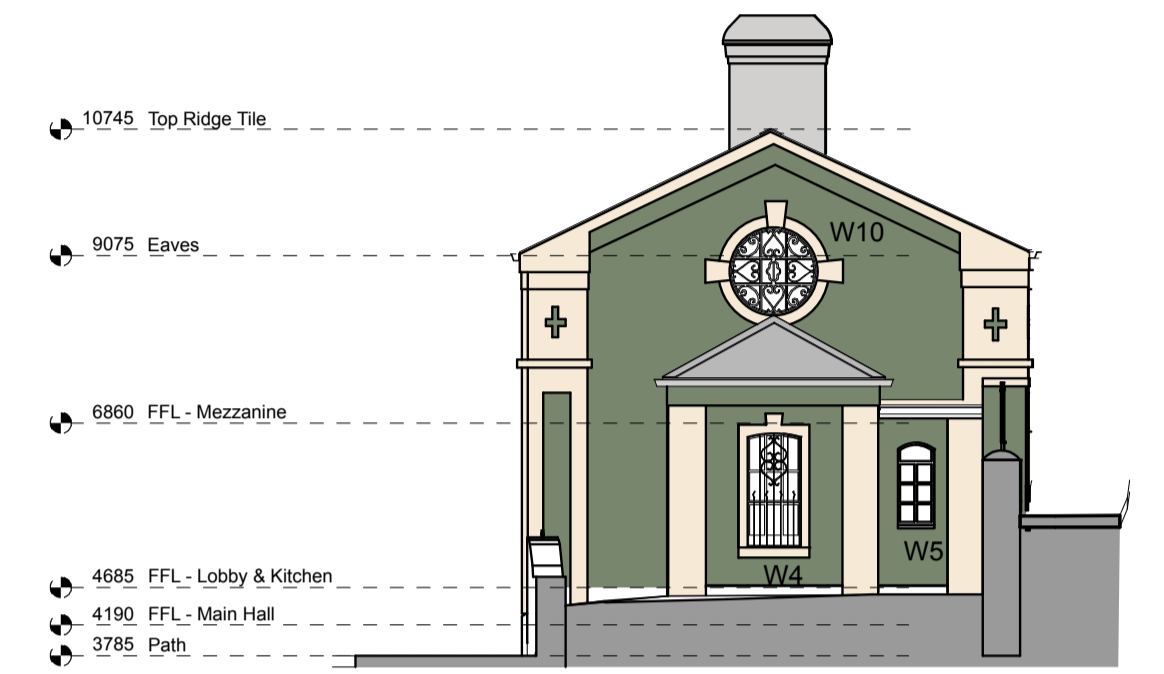 10745 Top Ridge Tile
W10
9075 Eaves
6860 FFL - Mezzanine
W5
W4
4685 FFL - Lobby & Kitchen
4190 FFL - Main Hall
3785 Path